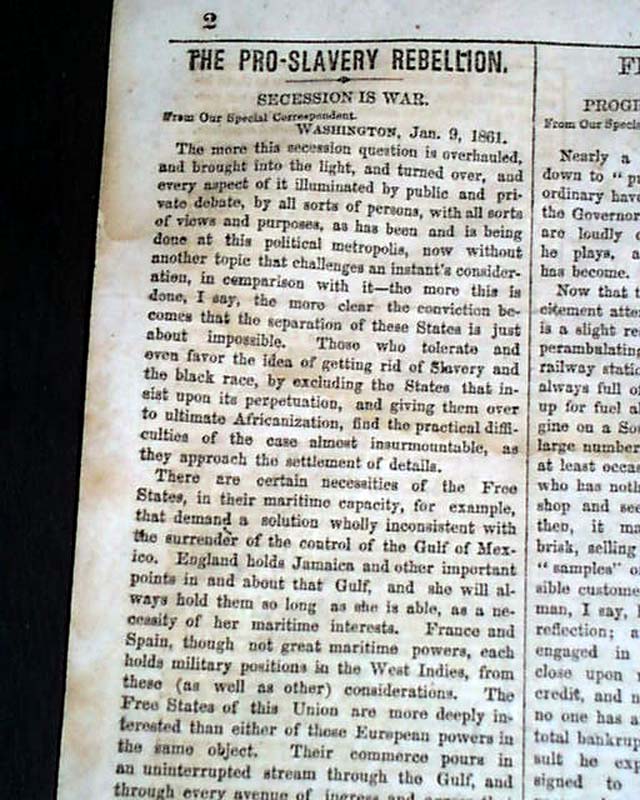 2
THE PRO-SLAVERY REBELLION.
SECESSION IS WAR.
From Our Special Correspondent.
WASHINGTON, Jan. 9, 1861.
The more this secession question is overhauled,
and brought into the light, and turned over, and
every aspect of it illuminated by public and pri-
vate debate, by all sorts of persons, with all sorts
of views and purposes, as has been and is being
done at this political metropolis, now without
another topic that challenges an instant's consider-
ation, in comparison with it—the more this is
done, I say, the more clear the conviction be-
comes that the separation of these States is just
about impossible. Those who tolerate and
even favor the idea of getting rid of Slavery and
the black race, by excluding the States that in-
sist upon its perpetuation, and giving them over
to ultimate Africanization, find the practical diffi-
culties of the case almost insurmountable, as
they approach the settlement of details.
There are certain necessities of the Free
States, in their maritime capacity, for example,
that demand a solution wholly inconsistent with
the surrender of the control of the Gulf of Mex-
ico. England holds Jamaica and other important
points in and about that Gulf, and she will al-
ways hold them so long as she is able, as a ne-
cessity of her maritime interests. France and
Spain, though not great maritime powers, each
holds military positions in the West Indies, from
these (as well as other) considerations. The
Free States of this Union are more deeply in-
terested than either of those European powers in
the same object. Their commerce pours in
an uninterrupted stream through the Gulf, and
through every avenue of ingress and
PROG
From Our Specia
Nearly a
down to "
ordinary have
the Governor
are loudly
he plays, a
has become.
Now that t
citement atte
is a slight re
perambulating
railway stati
always full of
up for fuel a
gine on a So
large number
at least occa
who has noth
shop and see
then, it ma
brisk, selling
"samples" o
sible custome
man, I say,
reflection; a
engaged in
close upon
credit, and
no one has a
total bankrup
sult he exp
signed to